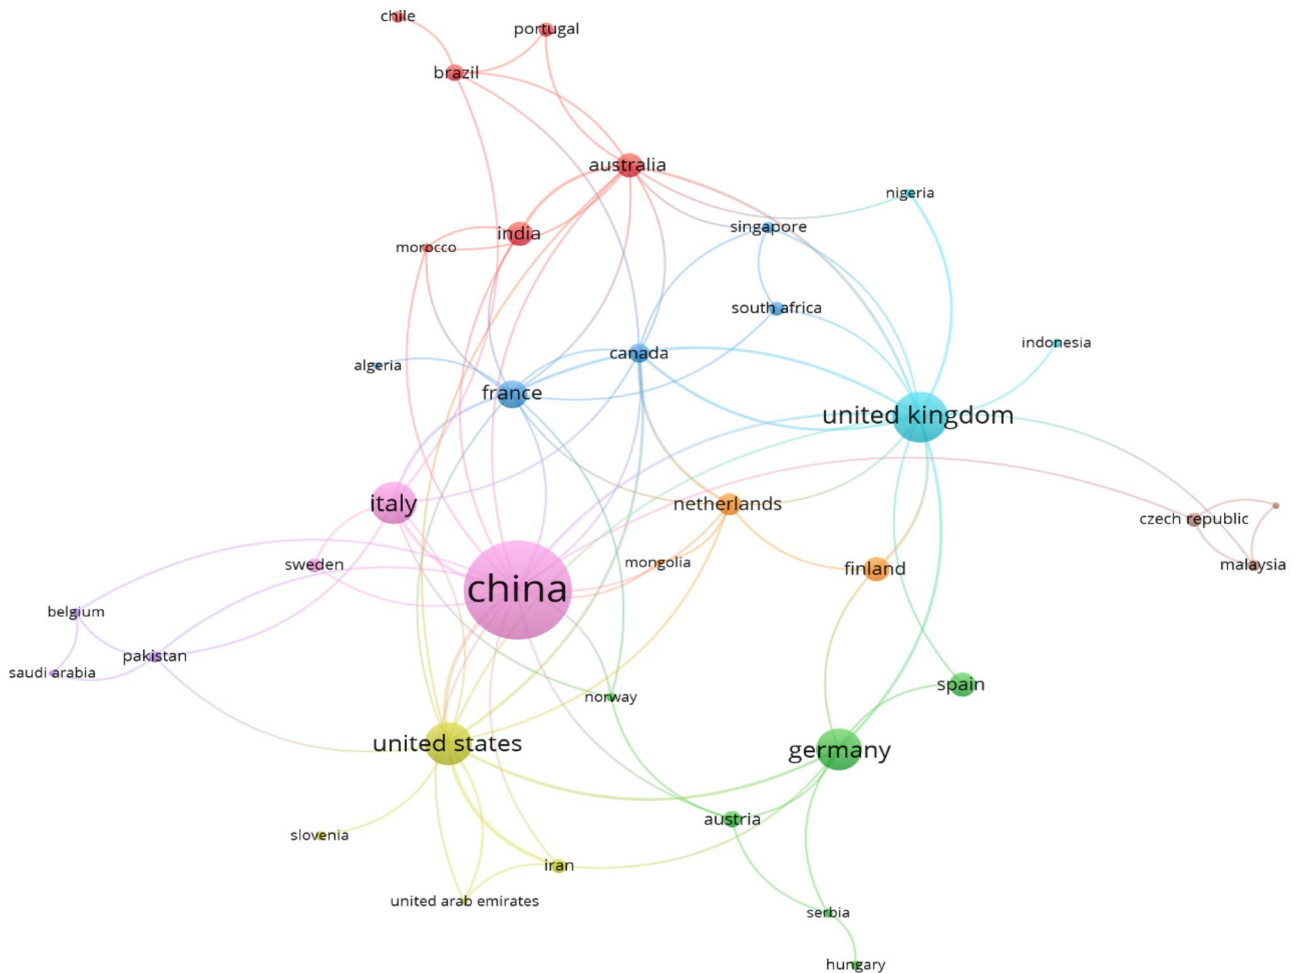 chile
portugal
brazil
australia
nigeria
singapore
india
morocco
south africa
indonesia
canada
algeria
france
united kingdom
italy
netherlands
czech republic
sweden
mongolia
finland
malaysia
china
belgium
pakistan
saudi arabia
norway
spain
united states
germany
austria
slovenia
iran
united arab emirates
serbia
hungary